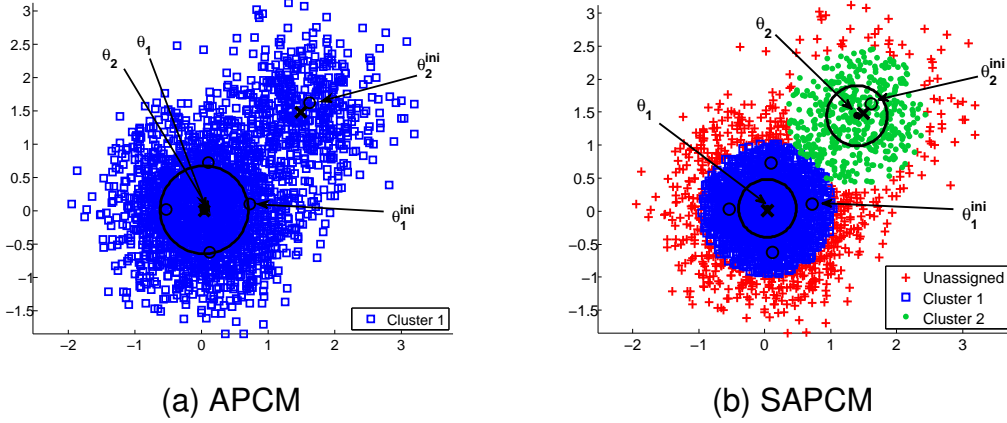 3
2.5
2
1.5
1
0.5
0
−0.5
−1
−1.5
−2 −1 0 1 2 3
θ₂ θ₁
θ₂ⁱⁿⁱ
θ₁ⁱⁿⁱ
Cluster 1
(a) APCM
3
2.5
2
1.5
1
0.5
0
−0.5
−1
−1.5
−2 −1 0 1 2 3
θ₂
θ₂ⁱⁿⁱ
θ₁
θ₁ⁱⁿⁱ
Unassigned
Cluster 1
Cluster 2
(b) SAPCM